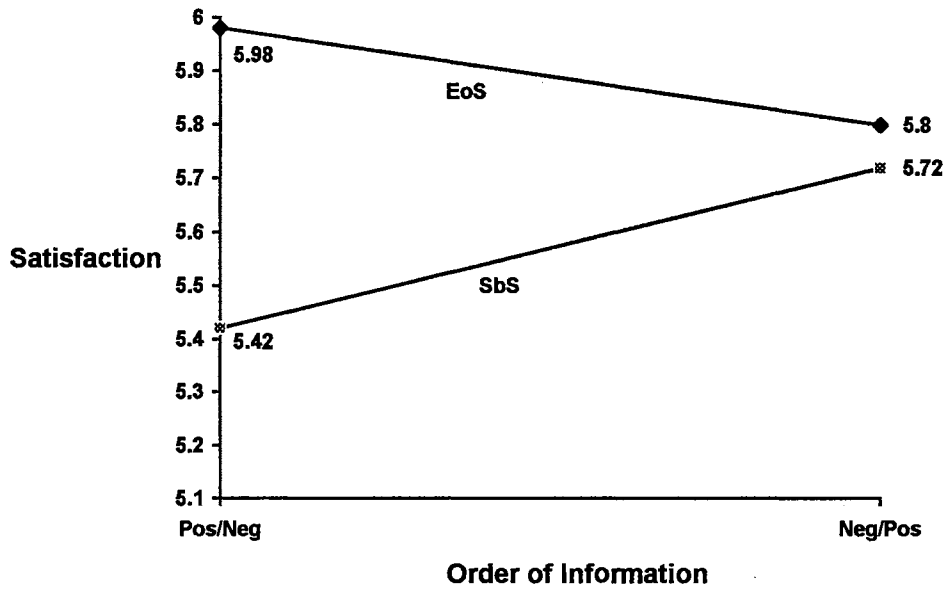 6
5.98
5.9
EoS
5.8
5.8
5.7
5.72
5.6
Satisfaction
5.5
SbS
5.4
5.42
5.3
5.2
5.1
Pos/Neg
Neg/Pos
Order of Information